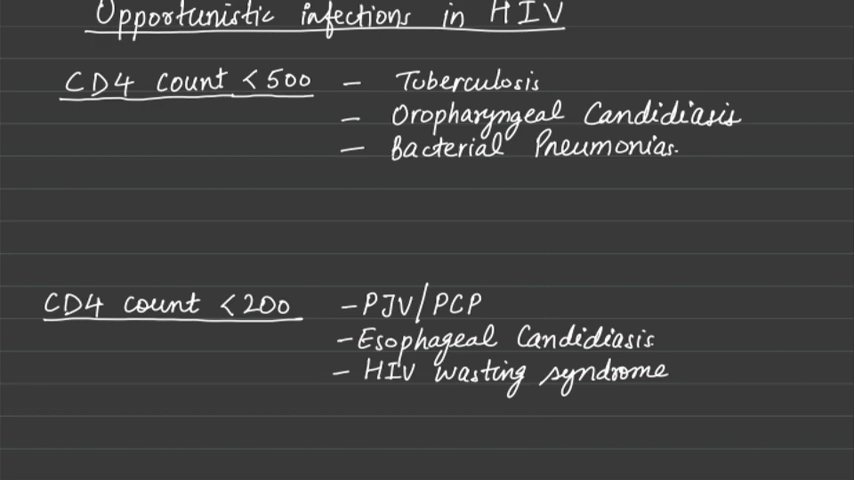 Opportunistic infections in HIV
CD4 count < 500 – Tuberculosis
– Oropharyngeal Candidiasis
– Bacterial Pneumonias.
CD4 count < 200 – PJV/PCP
– Esophageal Candidiasis
– HIV wasting syndrome